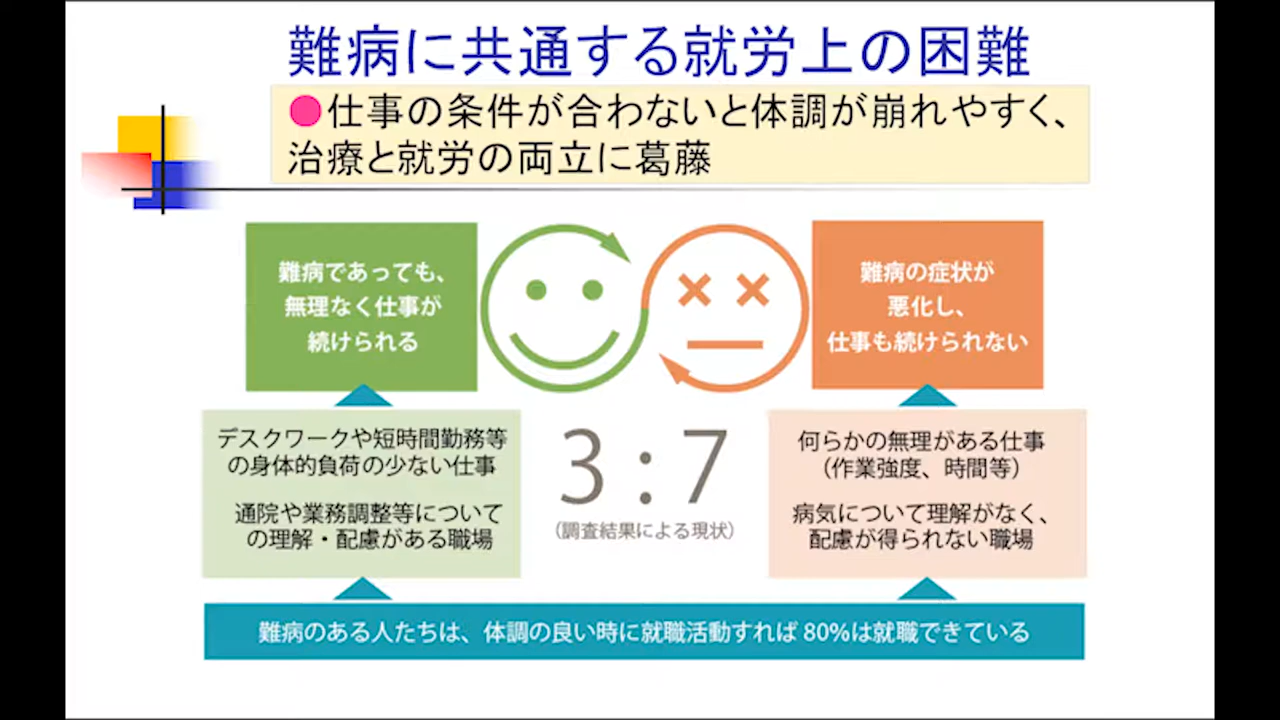 難病に共通する就労上の困難
●仕事の条件が合わないと体調が崩れやすく、
治療と就労の両立に葛藤
難病であっても、
無理なく仕事が
続けられる
難病の症状が
悪化し、
仕事も続けられない
デスクワークや短時間勤務等
の身体的負荷の少ない仕事
通院や業務調整等について
の理解・配慮がある職場
3:7
（調査結果による現状）
何らかの無理がある仕事
（作業強度、時間等）
病気について理解がなく、
配慮が得られない職場
難病のある人たちは、体調の良い時に就職活動すれば 80%は就職できている